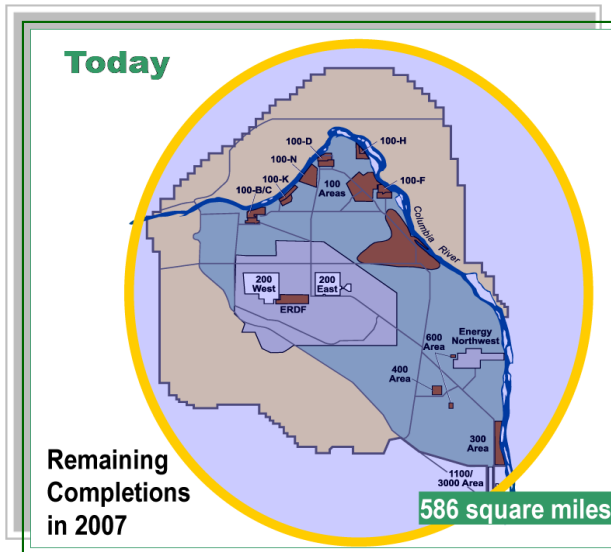 Today
100-D
100-H
100-N
100-K
100
Areas
100-F
100-B/C
Columbia
River
200
West
200
East
ERDF
Energy
Northwest
600
Area
400
Area
300
Area
1100/
3000 Area
Remaining
Completions
in 2007
586 square miles